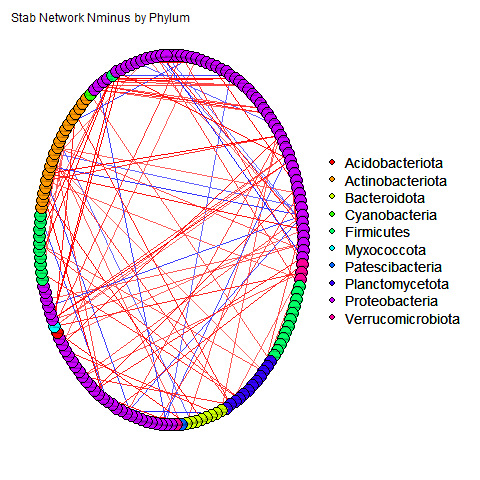 Stab Network Nminus by Phylum
Acidobacteriota
Actinobacteriota
Bacteroidota
Cyanobacteria
Firmicutes
Myxococcota
Patescibacteria
Planctomycetota
Proteobacteria
Verrucomicrobiota